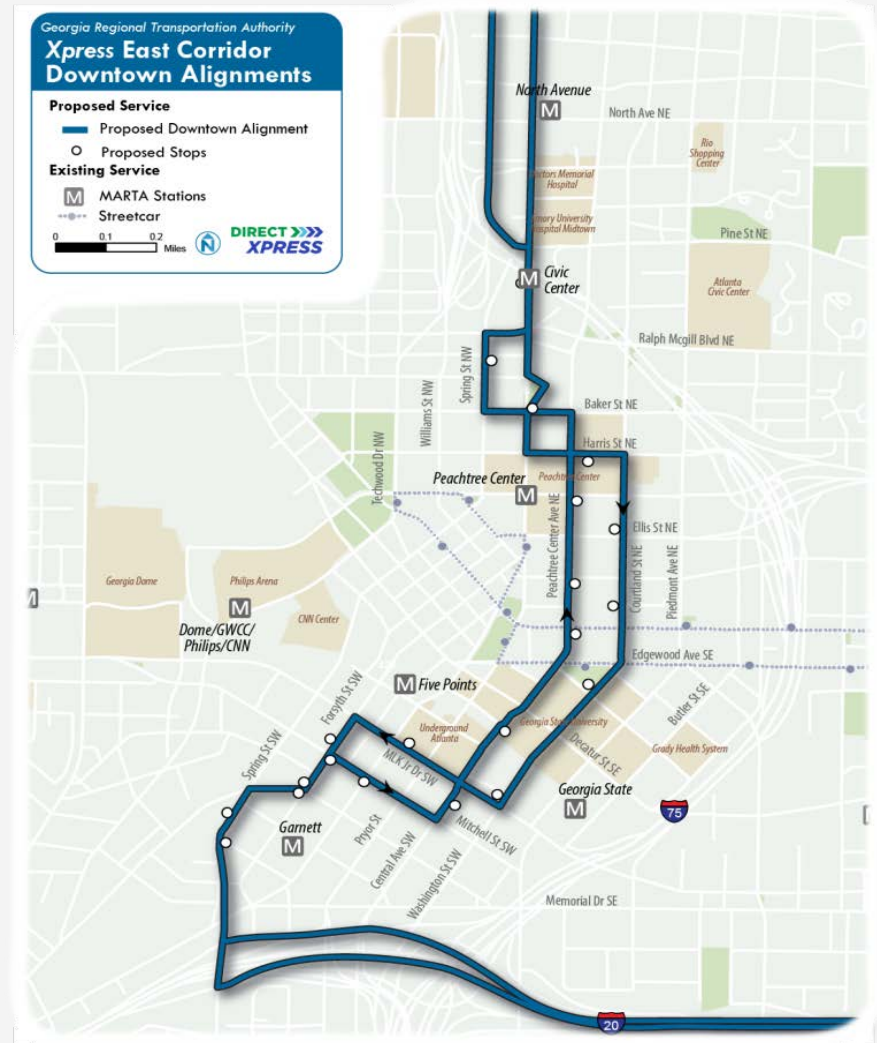 Georgia Regional Transportation Authority
Xpress East Corridor
Downtown Alignments
Proposed Service
Proposed Downtown Alignment
Proposed Stops
Existing Service
M MARTA Stations
Streetcar
0 0.1 0.2
Miles
N
DIRECT
XPRESS
North Avenue
M
North Ave NE
Rio
Shopping
Center
ctors Memorial
Hospital
mory University
ospital Midtown
Pine St NE
M
Civic
Center
Atlanta
Civic Center
Ralph Mcgill Blvd NE
Spring St NW
Williams St NW
Baker St NE
Harris St NE
Techwood Dr NW
Peachtree Center
M
Peachtree Center
Ellis St NE
Peachtree Center Ave NE
Courtland St NE
Piedmont Ave NE
Georgia Dome
Philips Arena
M
CNN Center
Dome/GWCC/
Philips/CNN
Edgewood Ave SE
M Five Points
Forsyth St SW
Butler St SE
Underground
Atlanta
Georgia State University
Decatur St SE
Grady Health System
Spring St SW
MLK Jr Dr SW
Georgia State
M
75
Garnett
M
Pryor St
Central Ave SW
Mitchell St SW
Washington St SW
Memorial Dr SE
20